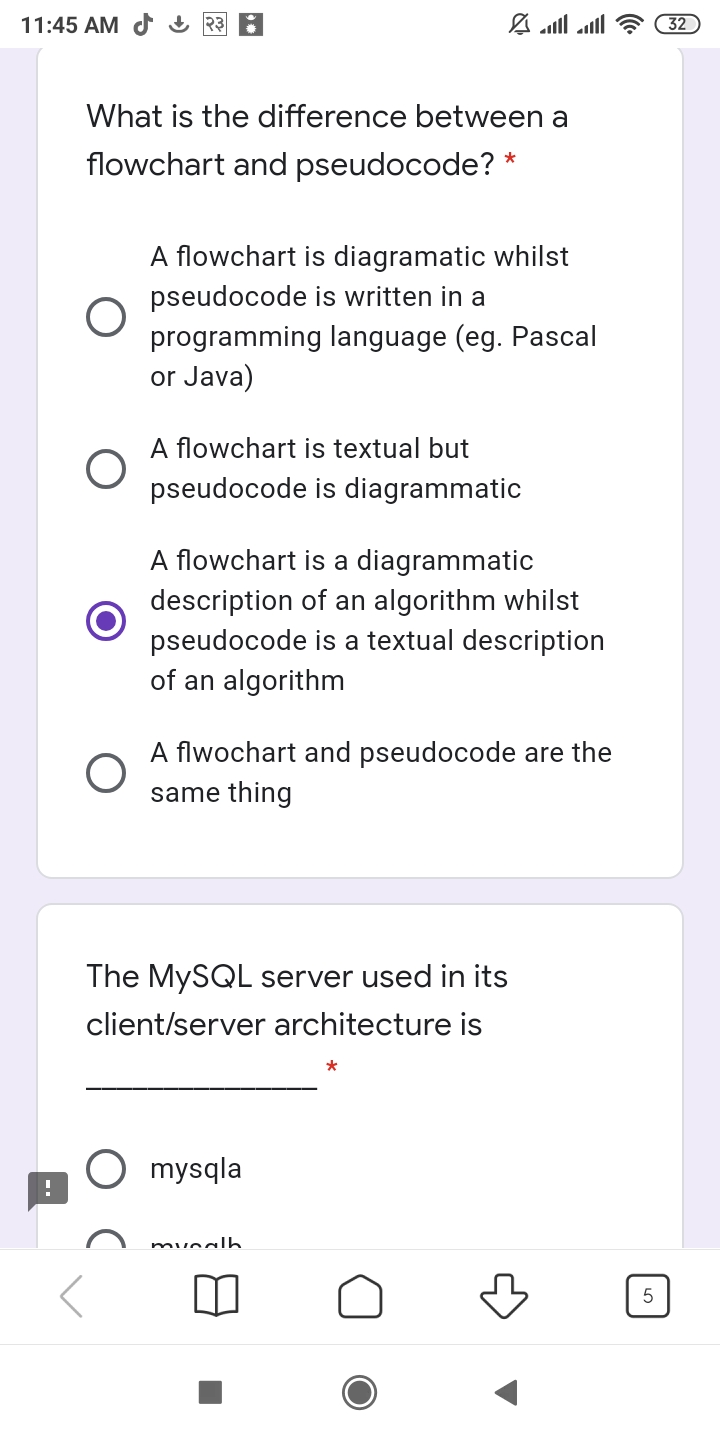 11:45 AM २३ 32
What is the difference between a
flowchart and pseudocode? *
A flowchart is diagramatic whilst
pseudocode is written in a
programming language (eg. Pascal
or Java)
A flowchart is textual but
pseudocode is diagrammatic
A flowchart is a diagrammatic
description of an algorithm whilst
pseudocode is a textual description
of an algorithm
A flwochart and pseudocode are the
same thing
The MySQL server used in its
client/server architecture is
_______________ *
mysqla
!
5